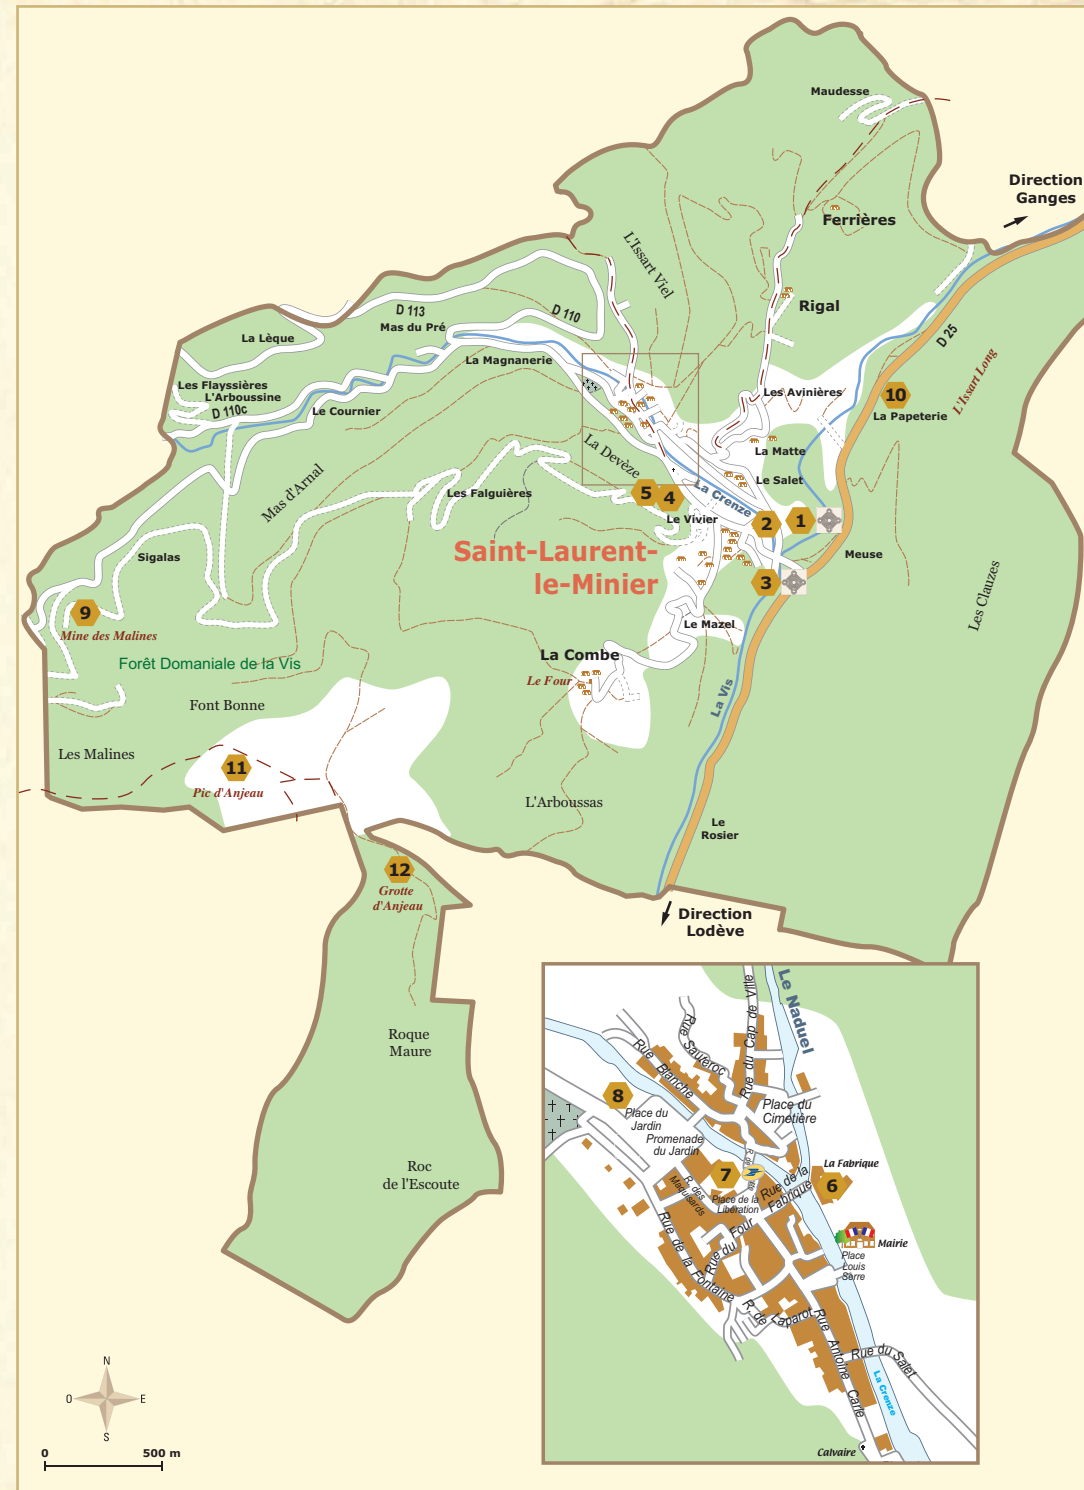 Maudesse
Direction
Ganges
Ferrières
L'Issart Viel
Rigal
D 113
D 110
Mas du Pré
La Lèque
D 25
La Magnanerie
L'Issart Long
Les Flayssières
L'Arboussine
Les Avinières
10
D 110c
Le Cournier
La Papeterie
La Devèze
La Matte
Mas d'Arnal
Le Salet
Les Falguières
5
4
La Crenze
Le Vivier
2
1
Saint-Laurent-
le-Minier
Meuse
Sigalas
3
Les Clauzes
9
Mine des Malines
Le Mazel
La Combe
Forêt Domaniale de la Vis
Le Four
La Vis
Font Bonne
Les Malines
11
Pic d'Anjeau
L'Arboussas
Le
Rosier
12
Grotte
d'Anjeau
Direction
Lodève
Roque
Maure
Roc
de l'Escoute
Le Naduel
Rue du Cap de Ville
Rue Sauteroc
Rue Blanche
8
Place du
Jardin
Place du
Cimetière
Promenade
du Jardin
La Fabrique
7
6
R. des
Maquisards
Rue de la
Fabrique
Place de la
Libération
Rue du Four
Rue de la Fontaine
Mairie
Place
Louis
Serre
R. de Laparot
Rue Antoine Carle
Rue du Salet
La Crenze
Calvaire
N
O
E
S
0
500 m